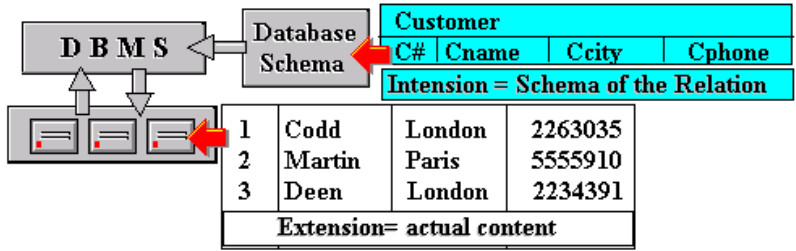 Customer
C# Cname Ccity Cphone
Intension = Schema of the Relation
Database
Schema
D B M S
1 Codd London 2263035
2 Martin Paris 5555910
3 Deen London 2234391
Extension= actual content